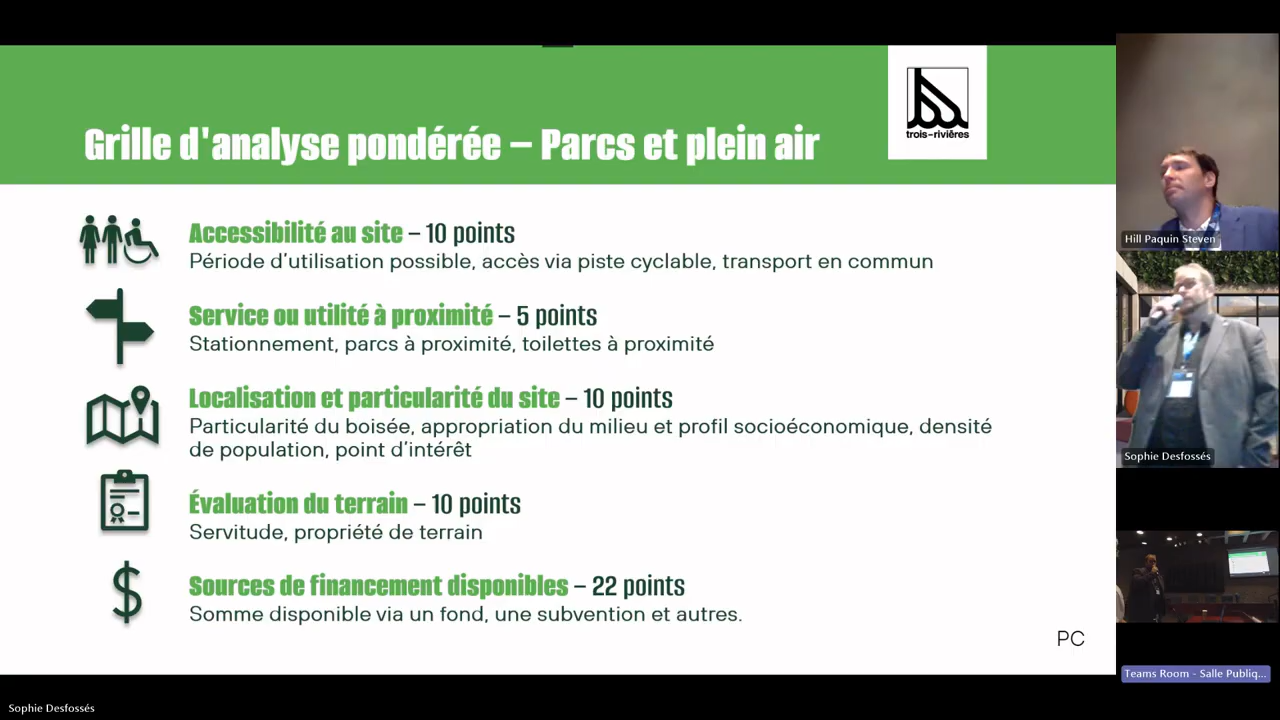 Grille d'analyse pondérée – Parcs et plein air
trois-rivières
Accessibilité au site – 10 points
Période d'utilisation possible, accès via piste cyclable, transport en commun
Service ou utilité à proximité – 5 points
Stationnement, parcs à proximité, toilettes à proximité
Localisation et particularité du site – 10 points
Particularité du boisée, appropriation du milieu et profil socioéconomique, densité
de population, point d'intérêt
Évaluation du terrain – 10 points
Servitude, propriété de terrain
Sources de financement disponibles – 22 points
Somme disponible via un fond, une subvention et autres.
PC
Hill Paquin Steven
Sophie Desfossés
Teams Room - Salle Publiq...
Sophie Desfossés